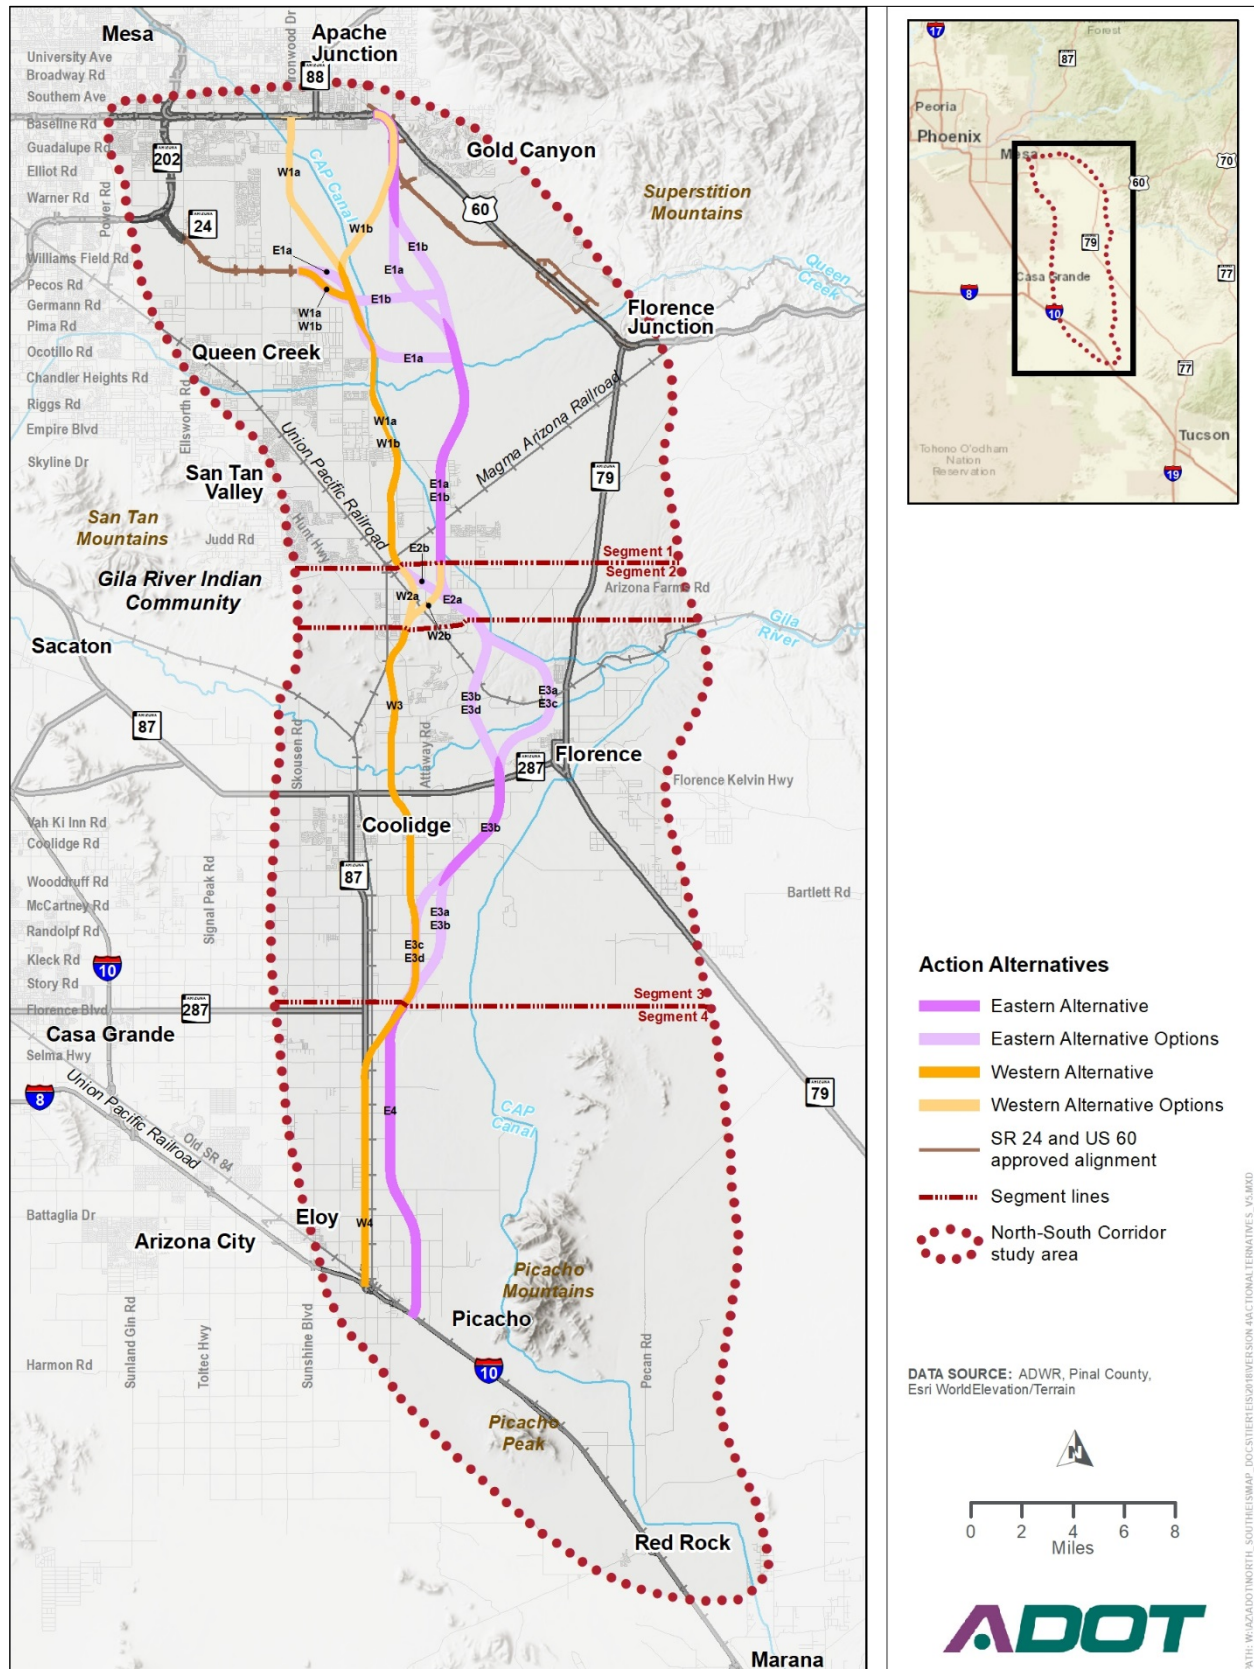 Mesa
Apache
Junction
Ironwood Dr
University Ave
Broadway Rd
88
Southern Ave
Baseline Rd
Guadalupe Rd
ARIZONA
202
Gold Canyon
Elliot Rd
W1a
CAP Canal
Superstition
Mountains
Warner Rd
Power Rd
60
ARIZONA
24
W1b
E1b
Williams Field Rd
E1a
E1a
Queen
Creek
Pecos Rd
E1b
Germann Rd
W1a
W1b
Florence
Junction
Pima Rd
Queen Creek
Ocotillo Rd
E1a
Chandler Heights Rd
Ellsworth Rd
Riggs Rd
Empire Blvd
W1a
W1b
Union Pacific Railroad
Magma Arizona Railroad
Skyline Dr
San Tan
Valley
ARIZONA
79
E1a
E1b
San Tan
Mountains
Hunt Hwy
Judd Rd
E2b
Segment 1
Segment 2
Gila River Indian
Community
W2a
E2a
Arizona Farms Rd
W2b
Gila
River
Sacaton
E3b
E3d
E3a
E3c
W3
ARIZONA
87
Skousen Rd
Attaway Rd
Florence
ARIZONA
287
Florence Kelvin Hwy
Vah Ki Inn Rd
Coolidge
E3b
Coolidge Rd
ARIZONA
87
Wooddruff Rd
Signal Peak Rd
Bartlett Rd
McCartney Rd
E3a
E3b
Randolpf Rd
E3c
E3d
Kleck Rd
10
Story Rd
Segment 3
Segment 4
Florence Blvd
ARIZONA
287
Casa Grande
Selma Hwy
Union Pacific Railroad
8
ARIZONA
79
E4
CAP
Canal
Old SR 84
Battaglia Dr
Eloy
W4
Arizona City
Picacho
Mountains
Picacho
Sunland Gin Rd
Toltec Hwy
Sunshine Blvd
Pecan Rd
Harmon Rd
10
Picacho
Peak
Red Rock
Marana
17
Forest
87
Peoria
Phoenix
Mesa
70
60
79
77
Casa Grande
8
10
77
Tucson
Tohono O'odham
Nation
Reservation
19
Action Alternatives
Eastern Alternative
Eastern Alternative Options
Western Alternative
Western Alternative Options
SR 24 and US 60
approved alignment
Segment lines
North-South Corridor
study area
DATA SOURCE: ADWR, Pinal County,
Esri WorldElevation/Terrain
N
0 2 4 6 8
Miles
ADOT